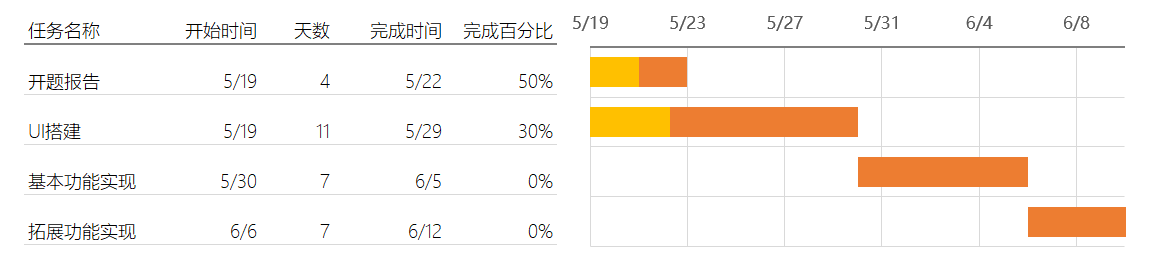 任务名称 开始时间 天数 完成时间 完成百分比 5/19 5/23 5/27 5/31 6/4 6/8
开题报告 5/19 4 5/22 50%
UI搭建 5/19 11 5/29 30%
基本功能实现 5/30 7 6/5 0%
拓展功能实现 6/6 7 6/12 0%